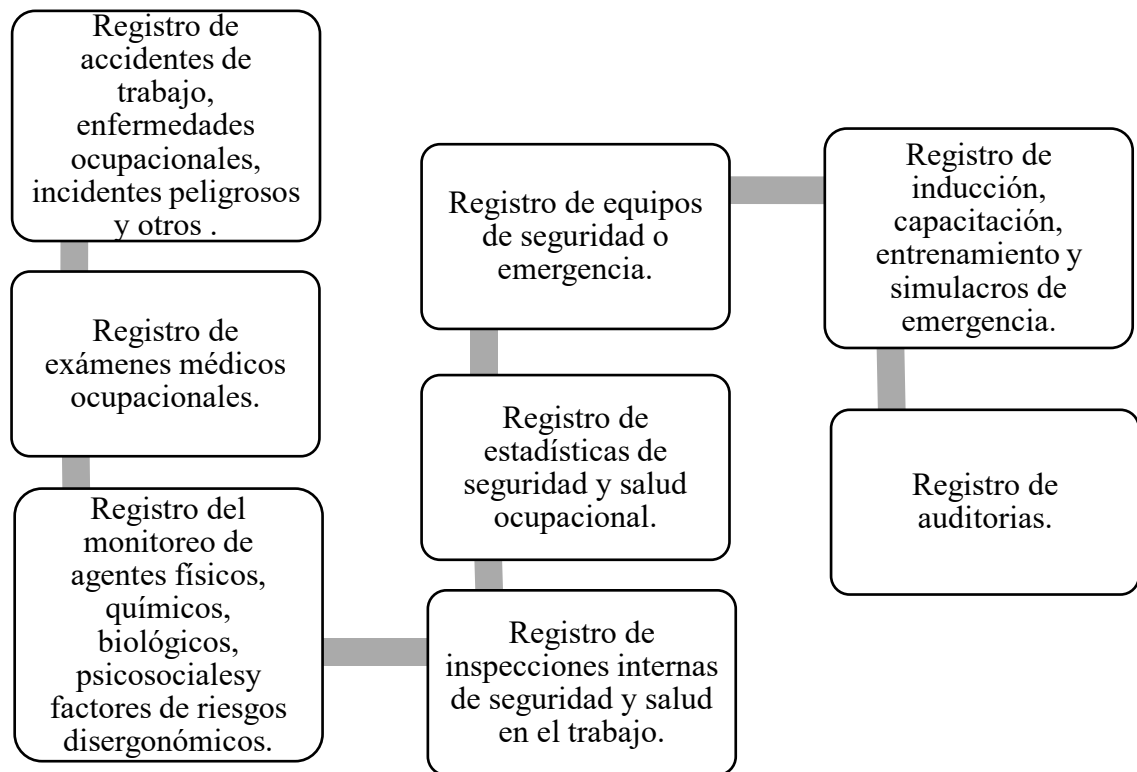 Registro de
accidentes de
trabajo,
enfermedades
ocupacionales,
incidentes peligrosos
y otros .
Registro de
exámenes médicos
ocupacionales.
Registro del
monitoreo de
agentes físicos,
químicos,
biológicos,
psicosocialesy
factores de riesgos
disergonómicos.
Registro de
inspecciones internas
de seguridad y salud
en el trabajo.
Registro de
estadísticas de
seguridad y salud
ocupacional.
Registro de equipos
de seguridad o
emergencia.
Registro de
inducción,
capacitación,
entrenamiento y
simulacros de
emergencia.
Registro de
auditorias.